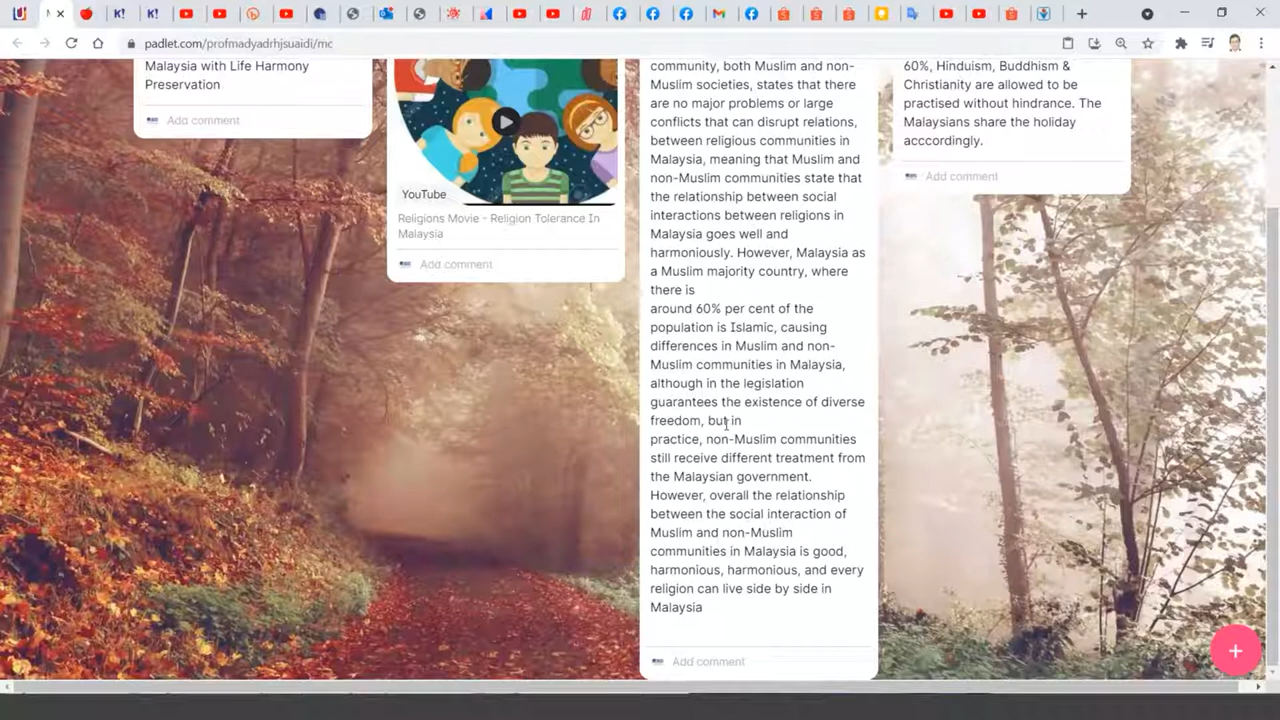 K!
K!
padlet.com/profmadyadrhjsuaidi/mc
Malaysia with Life Harmony
Preservation
Add comment
YouTube
Religions Movie - Religion Tolerance In
Malaysia
Add comment
community, both Muslim and non-
Muslim societies, states that there
are no major problems or large
conflicts that can disrupt relations,
between religious communities in
Malaysia, meaning that Muslim and
non-Muslim communities state that
the relationship between social
interactions between religions in
Malaysia goes well and
harmoniously. However, Malaysia as
a Muslim majority country, where
there is
around 60% per cent of the
population is Islamic, causing
differences in Muslim and non-
Muslim communities in Malaysia,
although in the legislation
guarantees the existence of diverse
freedom, but in
practice, non-Muslim communities
still receive different treatment from
the Malaysian government.
However, overall the relationship
between the social interaction of
Muslim and non-Muslim
communities in Malaysia is good,
harmonious, harmonious, and every
religion can live side by side in
Malaysia
Add comment
60%, Hinduism, Buddhism &
Christianity are allowed to be
practised without hindrance. The
Malaysians share the holiday
acccordingly.
Add comment